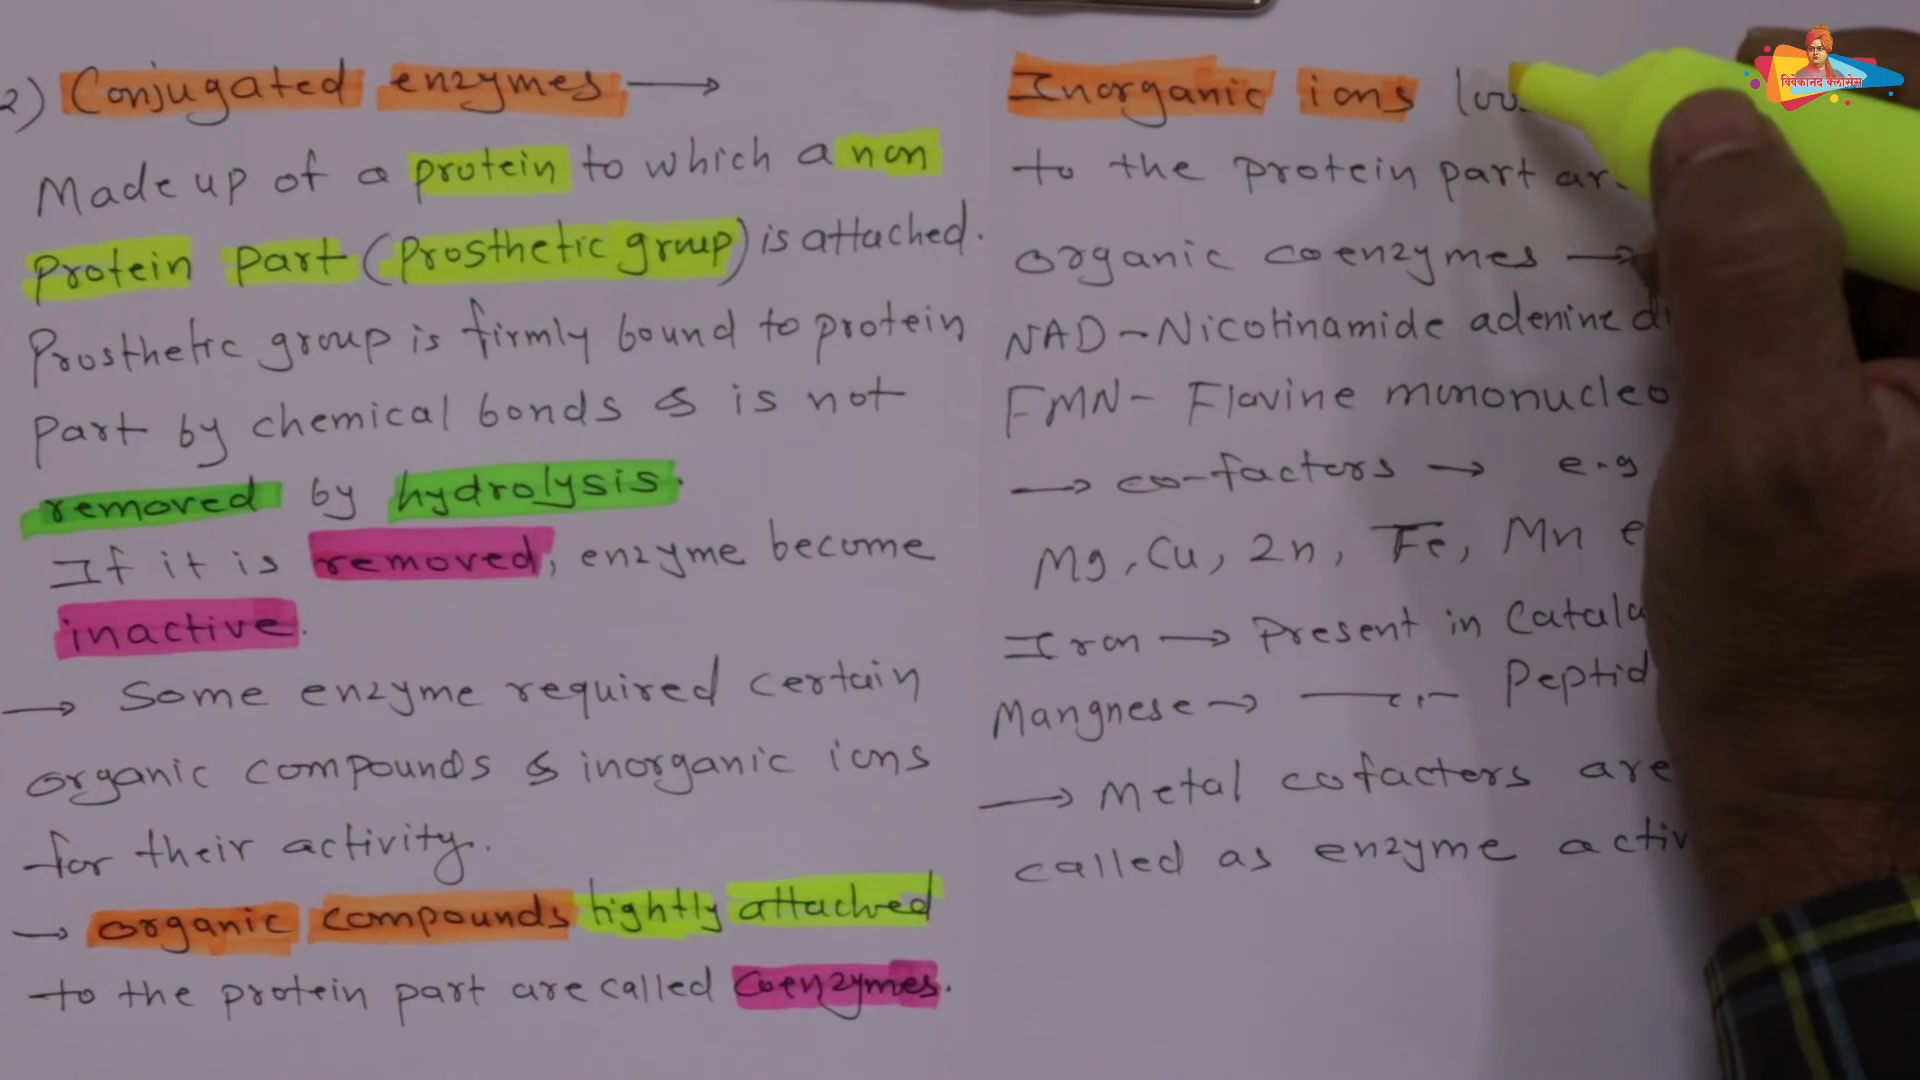 2) Conjugated enzymes →
Made up of a protein to which a non
protein part (prosthetic group) is attached.
Prosthetic group is firmly bound to protein
part by chemical bonds & is not
removed by hydrolysis.
If it is removed, enzyme become
inactive.
→ Some enzyme required certain
organic compounds & inorganic ions
for their activity.
→ organic compounds tightly attached
to the protein part are called coenzymes.
Inorganic ions
to the protein part
organic coenzymes →
NAD - Nicotinamide adenine
FMN - Flavine mononucleo
→ co-factors → e.g
Mg, Cu, Zn, Fe, Mn
Iron → Present in Catala
Mangnese → Peptid
→ Metal cofactors are
called as enzyme activ
विवेकानंद क्लासेस